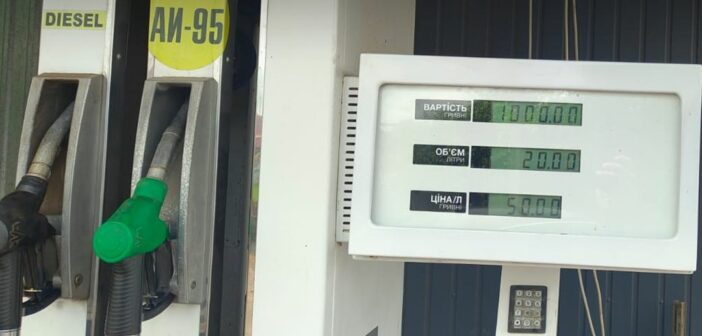 DIESEL
АИ-95
ВАРТІСТЬ
ГРИВНІ
1000.00
ОБ'ЄМ
ЛІТРИ
20.00
ЦІНА/Л
ГРИВНІ
50.00